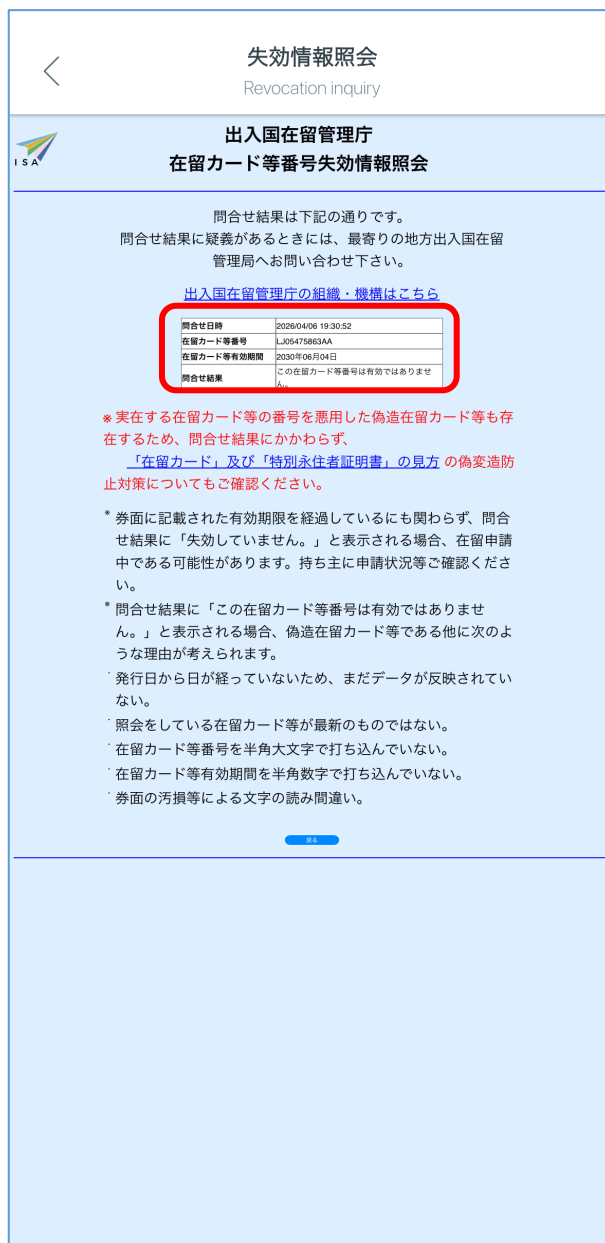 失効情報照会
Revocation inquiry
ISA
出入国在留管理庁
在留カード等番号失効情報照会
問合せ結果は下記の通りです。
問合せ結果に疑義があるときには、最寄りの地方出入国在留
管理局へお問い合わせ下さい。
出入国在留管理庁の組織・機構はこちら
問合せ日時 2026/04/06 19:30:52
在留カード等番号 LJ05475863AA
在留カード等有効期間 2030年06月04日
問合せ結果 この在留カード等番号は有効ではありませ
ん。
※実在する在留カード等の番号を悪用した偽造在留カード等も存
在するため、問合せ結果にかかわらず、
「在留カード」及び「特別永住者証明書」の見方 の偽変造防
止対策についてもご確認ください。
* 券面に記載された有効期限を経過しているにも関わらず、問合
せ結果に「失効していません。」と表示される場合、在留申請
中である可能性があります。持ち主に申請状況等ご確認くださ
い。
* 問合せ結果に「この在留カード等番号は有効ではありませ
ん。」と表示される場合、偽造在留カード等である他に次のよ
うな理由が考えられます。
・発行日から日が経っていないため、まだデータが反映されてい
ない。
・照会をしている在留カード等が最新のものではない。
・在留カード等番号を半角大文字で打ち込んでいない。
・在留カード等有効期間を半角数字で打ち込んでいない。
・券面の汚損等による文字の読み間違い。
戻る